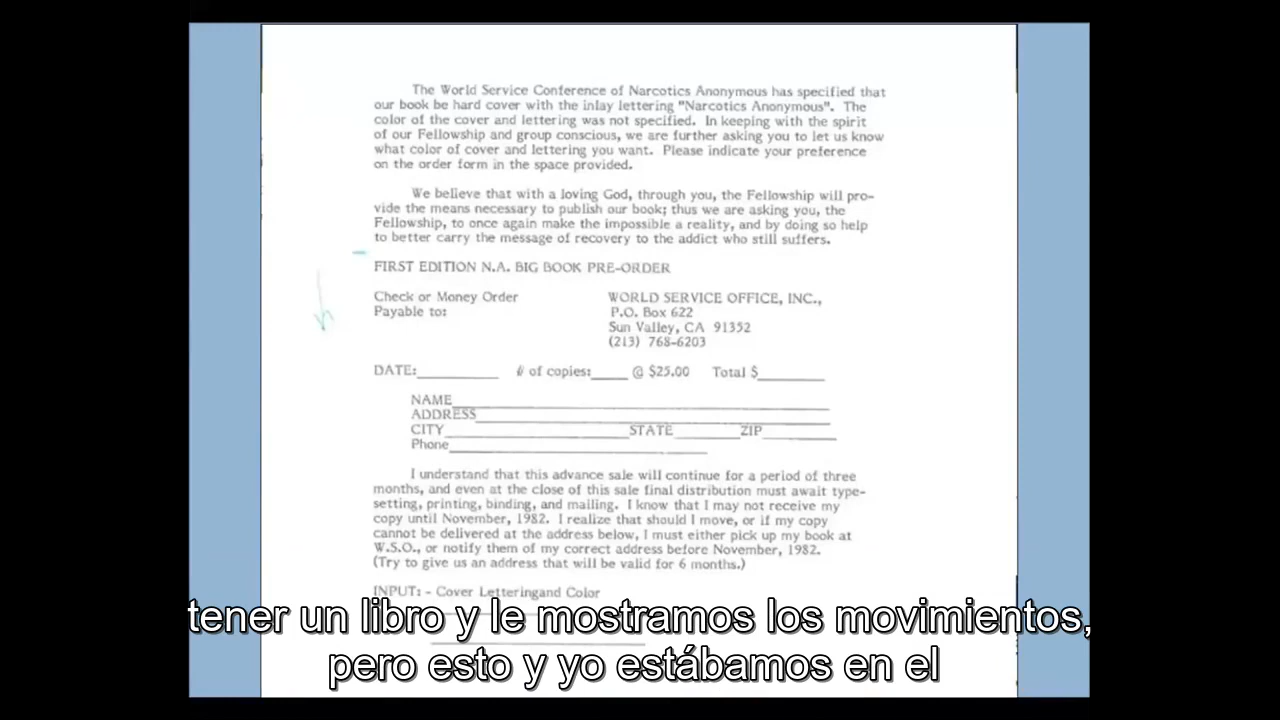 The World Service Conference of Narcotics Anonymous has specified that
our book be hard cover with the inlay lettering "Narcotics Anonymous". The
color of the cover and lettering was not specified. In keeping with the spirit
of our Fellowship and group conscious, we are further asking you to let us know
what color of cover and lettering you want. Please indicate your preference
on the order form in the space provided.
We believe that with a loving God, through you, the Fellowship will pro-
vide the means necessary to publish our book; thus we are asking you, the
Fellowship, to once again make the impossible a reality, and by doing so help
to better carry the message of recovery to the addict who still suffers.
FIRST EDITION N.A. BIG BOOK PRE-ORDER
Check or Money Order WORLD SERVICE OFFICE, INC.,
Payable to: P.O. Box 622
Sun Valley, CA 91352
(213) 768-6203
DATE:__________ # of copies:_____ @ $25.00 Total $_________
NAME
ADDRESS
CITY STATE ZIP
Phone
I understand that this advance sale will continue for a period of three
months, and even at the close of this sale final distribution must await type-
setting, printing, binding, and mailing. I know that I may not receive my
copy until November, 1982. I realize that should I move, or if my copy
cannot be delivered at the address below, I must either pick up my book at
W.S.O., or notify them of my correct address before November, 1982.
(Try to give us an address that will be valid for 6 months.)
INPUT: - Cover Letteringand Color
tener un libro y le mostramos los movimientos,
pero esto y yo estábamos en el